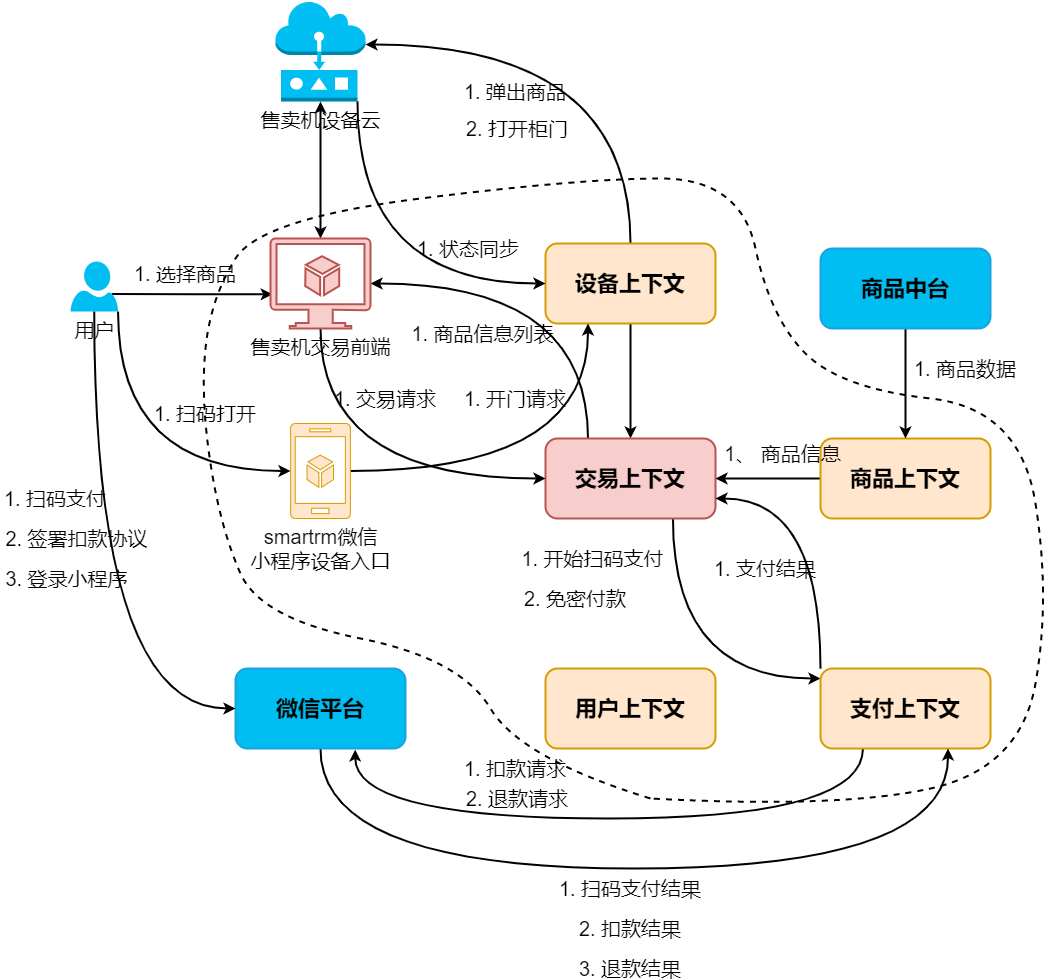 1. 弹出商品
售卖机设备云
2. 打开柜门
1. 状态同步
1. 选择商品
设备上下文
商品中台
用户
1. 商品信息列表
售卖机交易前端
1. 商品数据
1. 交易请求
1. 开门请求
1. 扫码打开
1、 商品信息
交易上下文
商品上下文
1. 扫码支付
2. 签署扣款协议
3. 登录小程序
smartrm微信
小程序设备入口
1. 开始扫码支付
2. 免密付款
1. 支付结果
微信平台
用户上下文
支付上下文
1. 扣款请求
2. 退款请求
1. 扫码支付结果
2. 扣款结果
3. 退款结果